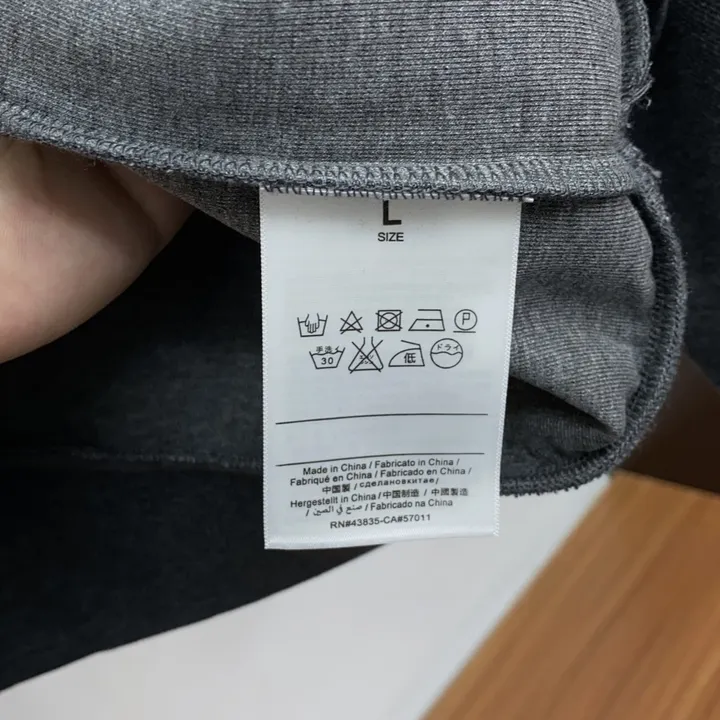 L
SIZE
P
手洗イ
30
低
ドライ
Made in China / Fabricato in China /
Fabriqué en China / Fabricado en China /
中国製 / сделановкитае/
Hergestellt in China / 中国制造 / 中國製造
/ صنع في الصين / Fabricado na China
RN#43835-CA#57011